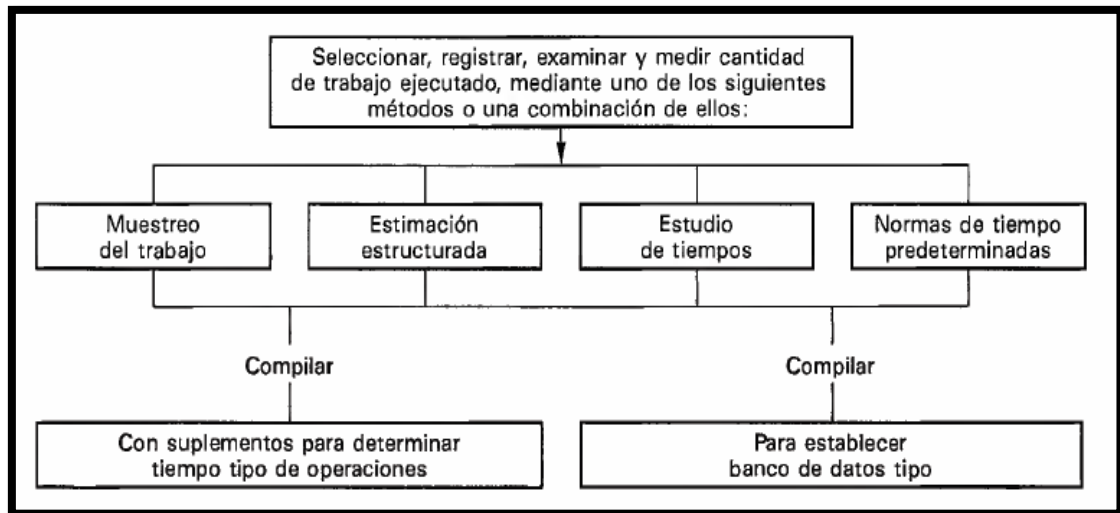 Seleccionar, registrar, examinar y medir cantidad
de trabajo ejecutado, mediante uno de los siguientes
métodos o una combinación de ellos:
Muestreo
del trabajo
Estimación
estructurada
Estudio
de tiempos
Normas de tiempo
predeterminadas
Compilar
Compilar
Con suplementos para determinar
tiempo tipo de operaciones
Para establecer
banco de datos tipo